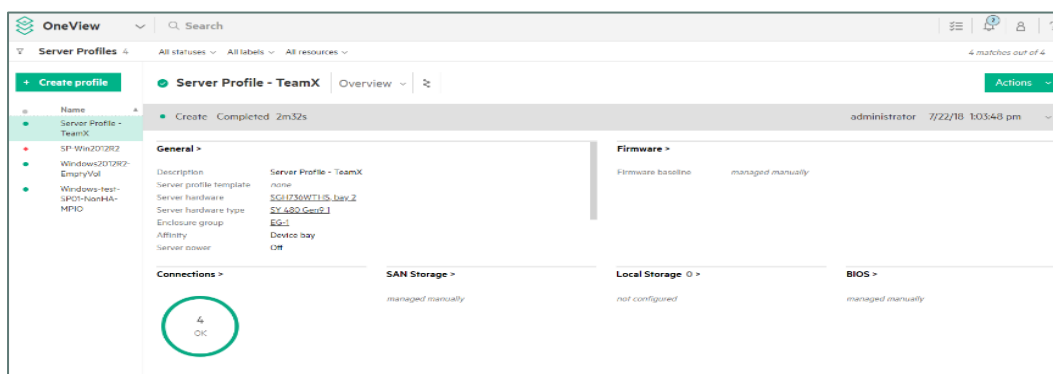 OneView
Search
2
?
Server Profiles 4
All statuses
All labels
All resources
4 matches out of 4
+ Create profile
Server Profile - TeamX
Overview
Actions
Name
Server Profile -
TeamX
SP-Win2012R2
Windows2012R2-
EmptyVol
Windows-test-
SP01-NonHA-
MPIO
Create Completed 2m32s
administrator 7/22/18 1:03:48 pm
General >
Description Server Profile - TeamX
Server profile template none
Server hardware SGH736WTHS, bay 2
Server hardware type SY 480 Gen9 1
Enclosure group EG-1
Affinity Device bay
Server power Off
Firmware >
Firmware baseline managed manually
Connections >
4
OK
SAN Storage >
managed manually
Local Storage 0 >
not configured
BIOS >
managed manually